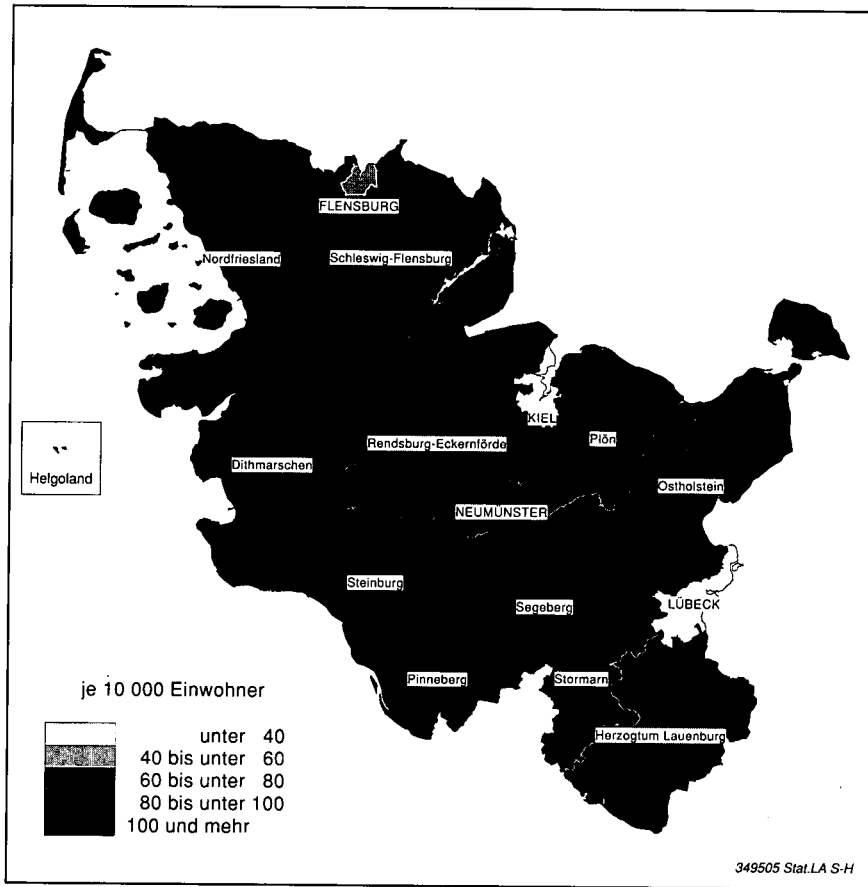 FLENSBURG
Nordfriesland
Schleswig-Flensburg
KIEL
Rendsburg-Eckernförde
Plön
Dithmarschen
Helgoland
Ostholstein
NEUMÜNSTER
Steinburg
Segeberg
LÜBECK
Pinneberg
Stormarn
Herzogtum Lauenburg
je 10 000 Einwohner
unter 40
40 bis unter 60
60 bis unter 80
80 bis unter 100
100 und mehr
349505 Stat.LA S-H